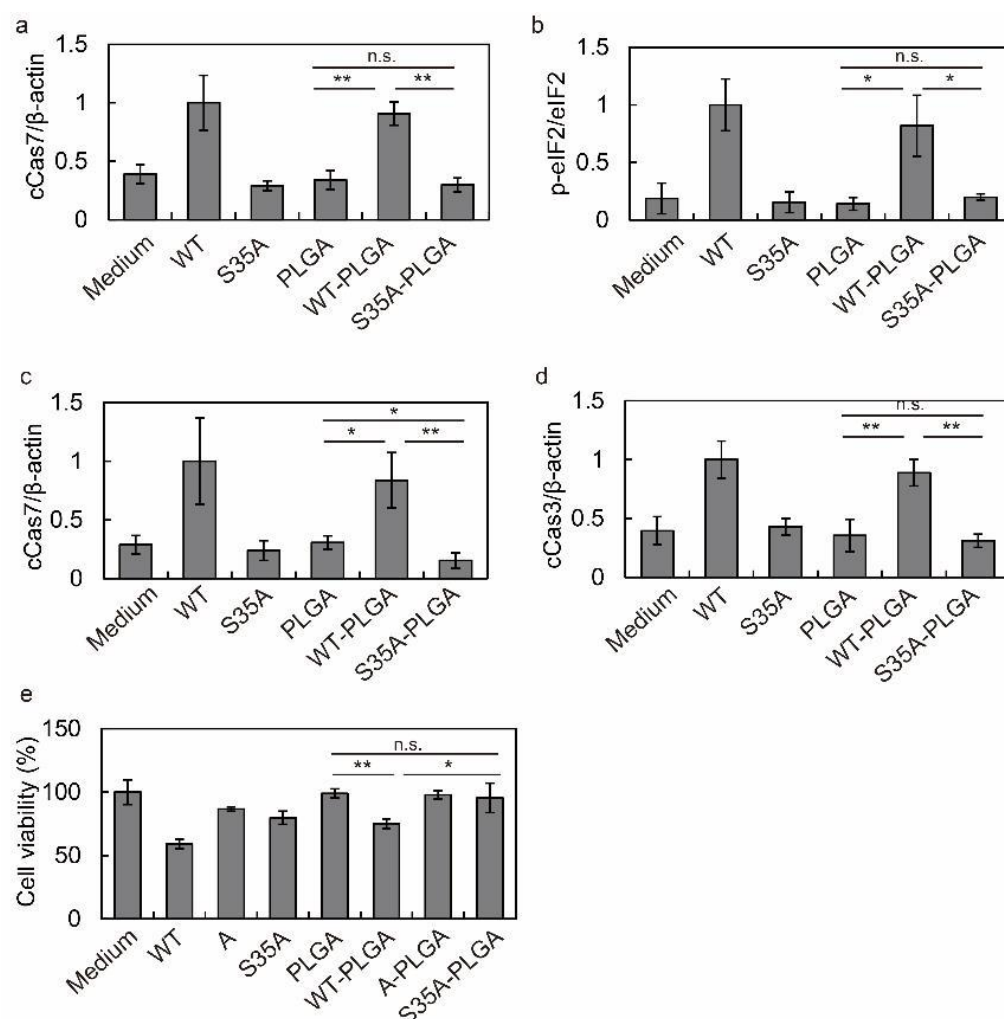 a
cCas7/β-actin
1.5
1
0.5
0
n.s.
** **
Medium WT S35A PLGA WT-PLGA S35A-PLGA
b
p-eIF2/eIF2
1.5
1
0.5
0
n.s.
* *
Medium WT S35A PLGA WT-PLGA S35A-PLGA
c
cCas7/β-actin
1.5
1
0.5
0
*
* **
Medium WT S35A PLGA WT-PLGA S35A-PLGA
d
cCas3/β-actin
1.5
1
0.5
0
n.s.
** **
Medium WT S35A PLGA WT-PLGA S35A-PLGA
e
Cell viability (%)
150
100
50
0
n.s.
** *
Medium WT A S35A PLGA WT-PLGA A-PLGA S35A-PLGA